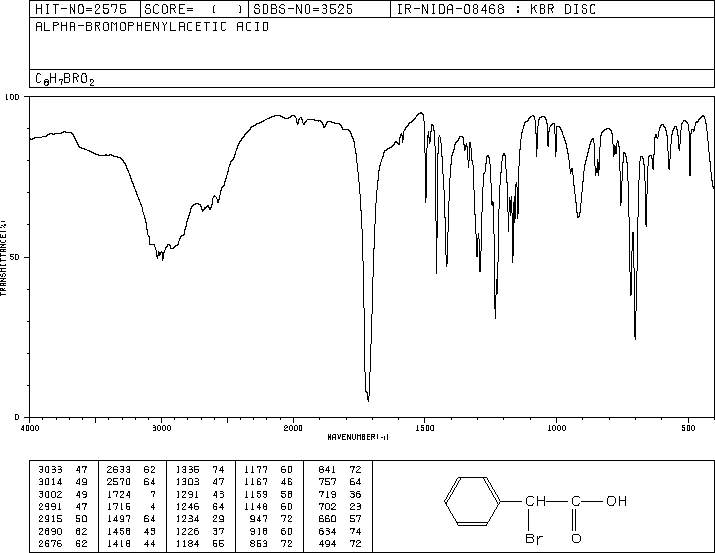 HIT-NO=2575 SCORE= ( ) SDBS-NO=3525 IR-NIDA-08468 : KBR DISC
ALPHA-BROMOPHENYLACETIC ACID
C8H7BRO2
100
50
0
TRANSMITTANCE(%)
4000 3000 2000 1500 1000 500
WAVENUMBER(-1)
3033 47 2633 62 1336 74 1177 60 841 72
3014 49 2570 64 1303 47 1167 46 757 64
3002 49 1724 7 1291 43 1159 58 719 36
2991 47 1716 4 1246 64 1148 60 702 23
2915 50 1497 64 1234 29 947 72 660 57
2690 62 1458 43 1226 37 918 60 634 74
2676 62 1418 44 1184 55 853 72 494 72
CH C OH
Br O